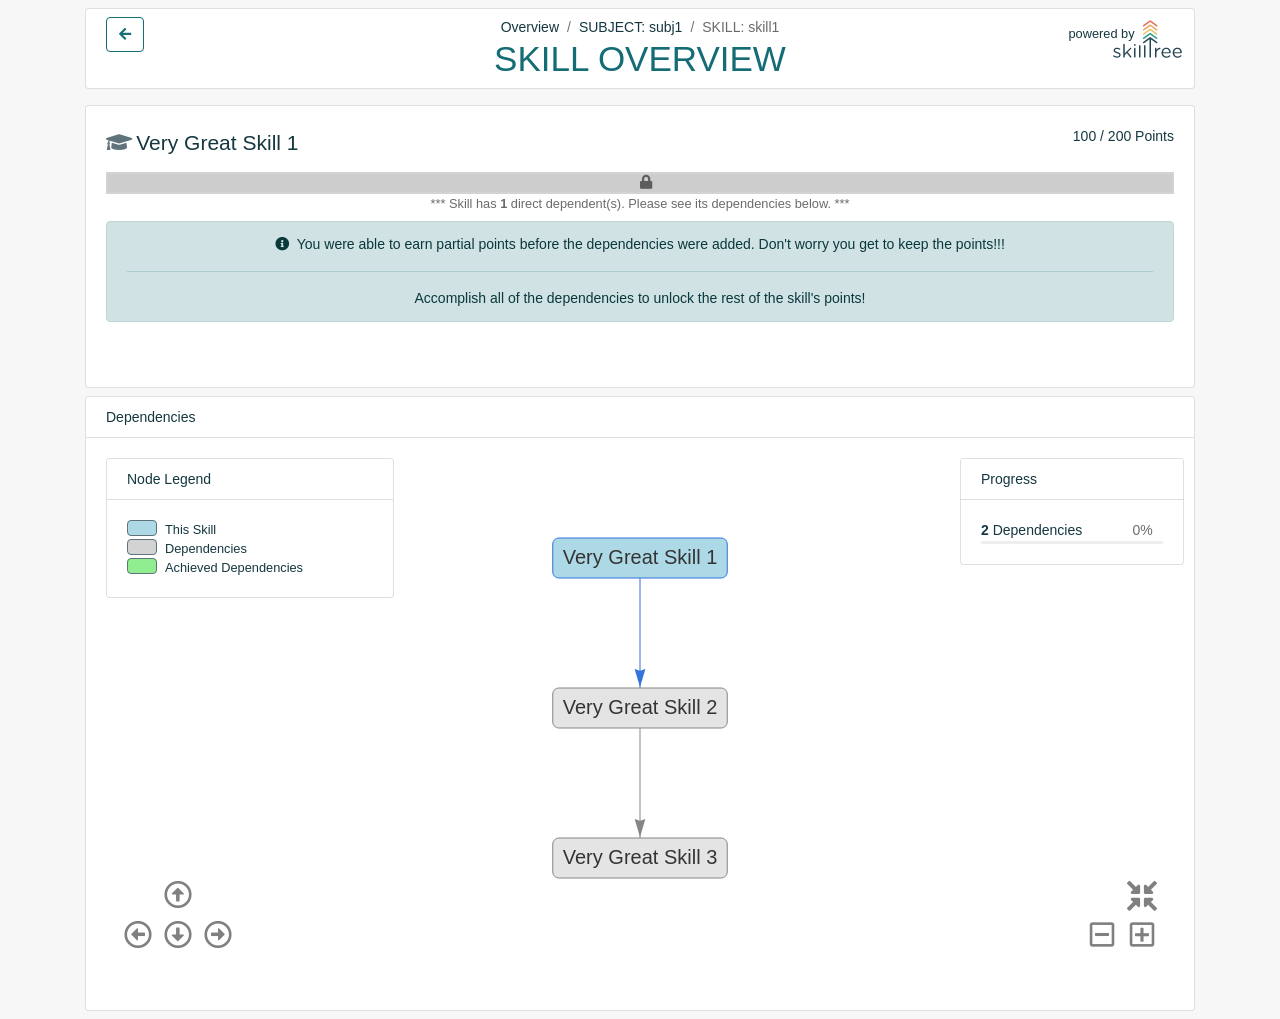 Overview / SUBJECT: subj1 / SKILL: skill1
SKILL OVERVIEW
powered by
skilltree
Very Great Skill 1
100 / 200 Points
*** Skill has 1 direct dependent(s). Please see its dependencies below. ***
You were able to earn partial points before the dependencies were added. Don't worry you get to keep the points!!!
Accomplish all of the dependencies to unlock the rest of the skill's points!
Dependencies
Node Legend
This Skill
Dependencies
Achieved Dependencies
Progress
2 Dependencies 0%
Very Great Skill 1
Very Great Skill 2
Very Great Skill 3